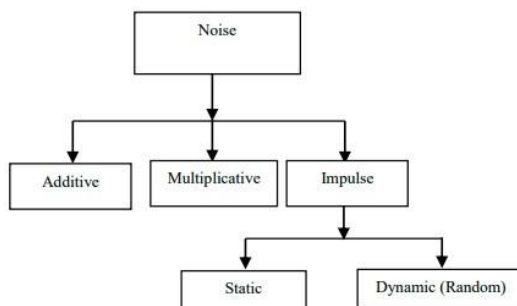 Noise
Additive
Multiplicative
Impulse
Static
Dynamic (Random)